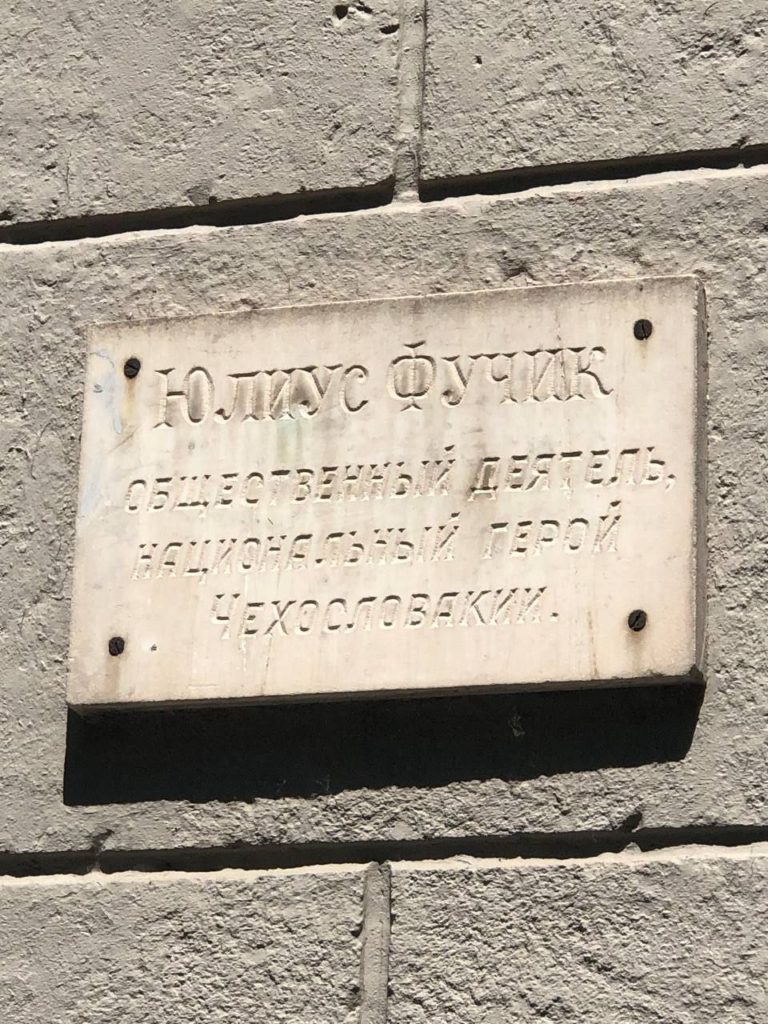 Юлиус Фучик
общественный деятель,
национальный герой
Чехословакии.